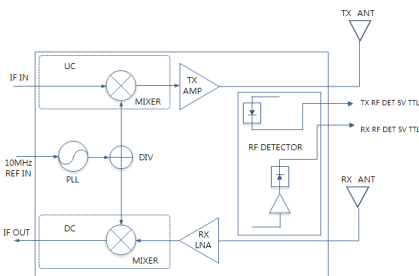 TX ANT
UC
IF IN
MIXER
TX
AMP
TX RF DET 5V TTL
RX RF DET 5V TTL
RF DETECTOR
10MHz
REF IN
PLL
DIV
RX ANT
DC
IF OUT
MIXER
RX
LNA